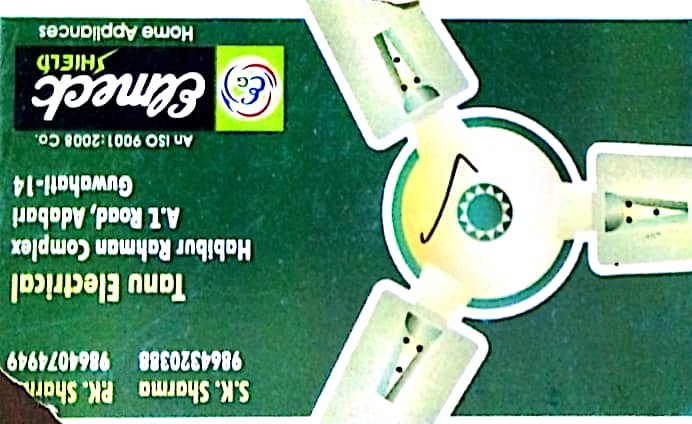 S.K. Sharma P.K.
9864320388 9864074949
Tanu Electrical
Habibur Rahman Complex
A.T. Road, Adabari
Guwahati-14
An ISO 9001:2008 Co.
EG
Elmeck
SHIELD
Home Appliances